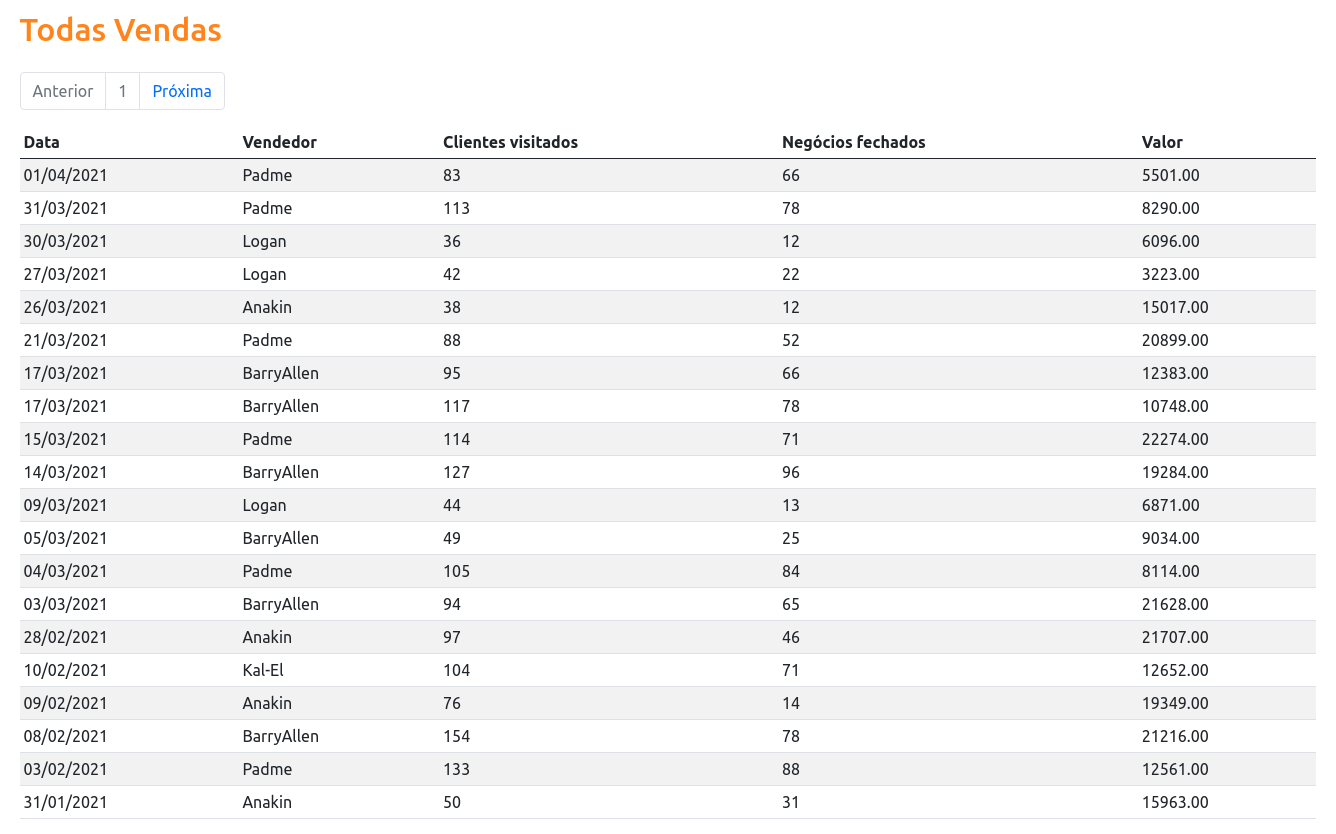 Todas Vendas
Anterior 1 Próxima
Data Vendedor Clientes visitados Negócios fechados Valor
01/04/2021 Padme 83 66 5501.00
31/03/2021 Padme 113 78 8290.00
30/03/2021 Logan 36 12 6096.00
27/03/2021 Logan 42 22 3223.00
26/03/2021 Anakin 38 12 15017.00
21/03/2021 Padme 88 52 20899.00
17/03/2021 BarryAllen 95 66 12383.00
17/03/2021 BarryAllen 117 78 10748.00
15/03/2021 Padme 114 71 22274.00
14/03/2021 BarryAllen 127 96 19284.00
09/03/2021 Logan 44 13 6871.00
05/03/2021 BarryAllen 49 25 9034.00
04/03/2021 Padme 105 84 8114.00
03/03/2021 BarryAllen 94 65 21628.00
28/02/2021 Anakin 97 46 21707.00
10/02/2021 Kal-El 104 71 12652.00
09/02/2021 Anakin 76 14 19349.00
08/02/2021 BarryAllen 154 78 21216.00
03/02/2021 Padme 133 88 12561.00
31/01/2021 Anakin 50 31 15963.00